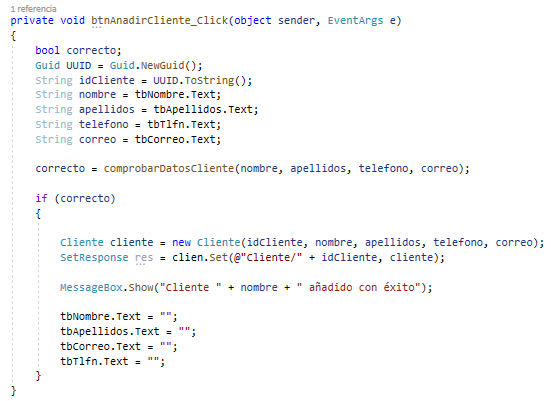 1 referencia
private void btnAnadirCliente_Click(object sender, EventArgs e)
{
bool correcto;
Guid UUID = Guid.NewGuid();
String idCliente = UUID.ToString();
String nombre = tbNombre.Text;
String apellidos = tbApellidos.Text;
String telefono = tbTlfn.Text;
String correo = tbCorreo.Text;
correcto = comprobarDatosCliente(nombre, apellidos, telefono, correo);
if (correcto)
{
Cliente cliente = new Cliente(idCliente, nombre, apellidos, telefono, correo);
SetResponse res = clien.Set(@"Cliente/" + idCliente, cliente);
MessageBox.Show("Cliente " + nombre + " añadido con éxito");
tbNombre.Text = "";
tbApellidos.Text = "";
tbCorreo.Text = "";
tbTlfn.Text = "";
}
}